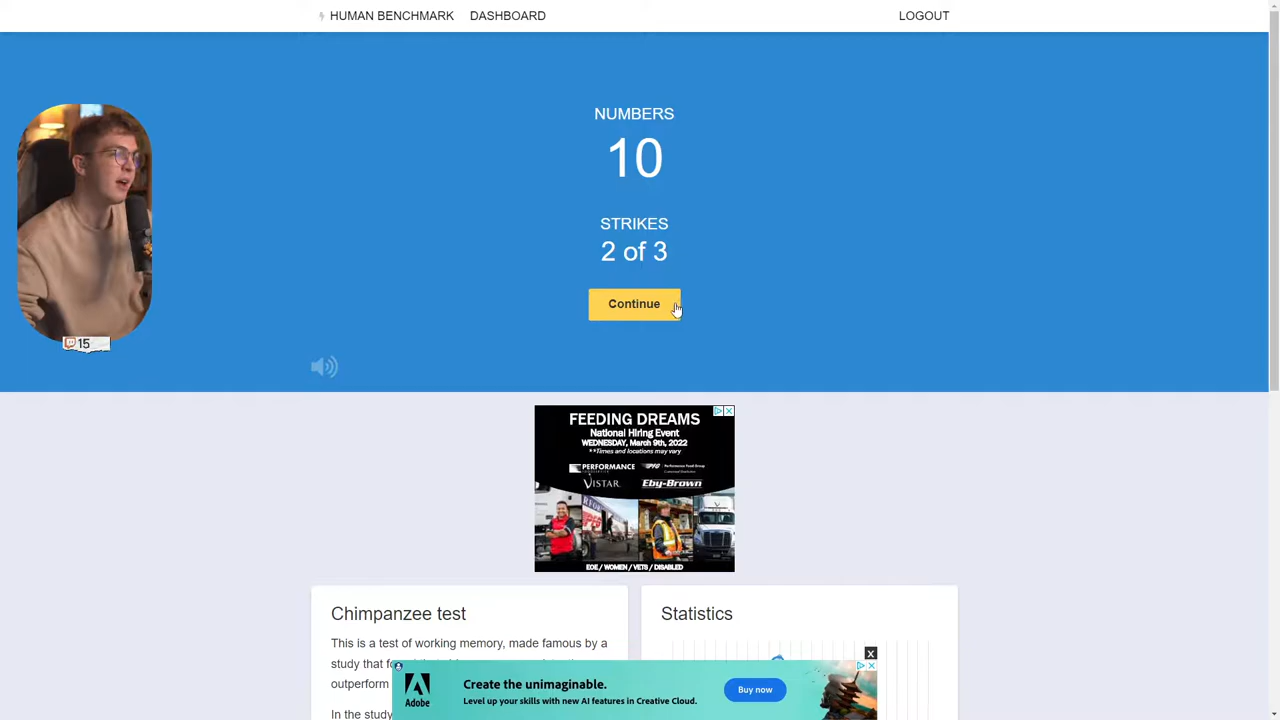 HUMAN BENCHMARK
DASHBOARD
LOGOUT
NUMBERS
10
STRIKES
2 of 3
Continue
15
FEEDING DREAMS
National Hiring Event
WEDNESDAY, March 9th, 2022
**Times and locations may vary
PERFORMANCE
Performance Food Group
VISTAR
Eby-Brown
EOE / WOMEN / VETS / DISABLED
Chimpanzee test
This is a test of working memory, made famous by a
study that
outperform
In the study
Statistics
Adobe
Create the unimaginable.
Level up your skills with new AI features in Creative Cloud.
Buy now
X